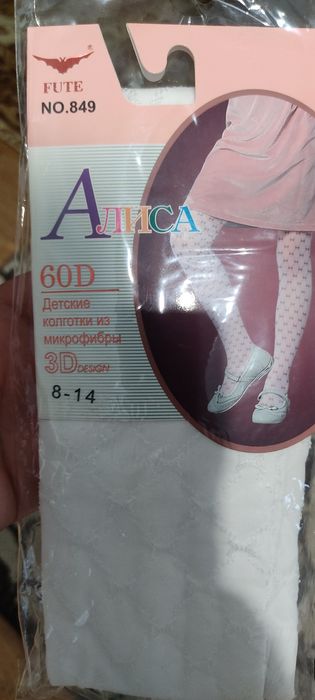 FUTE ®
NO.849
АЛИСА
60D
Детские
колготки из
микрофибры
3D DESIGN
8-14